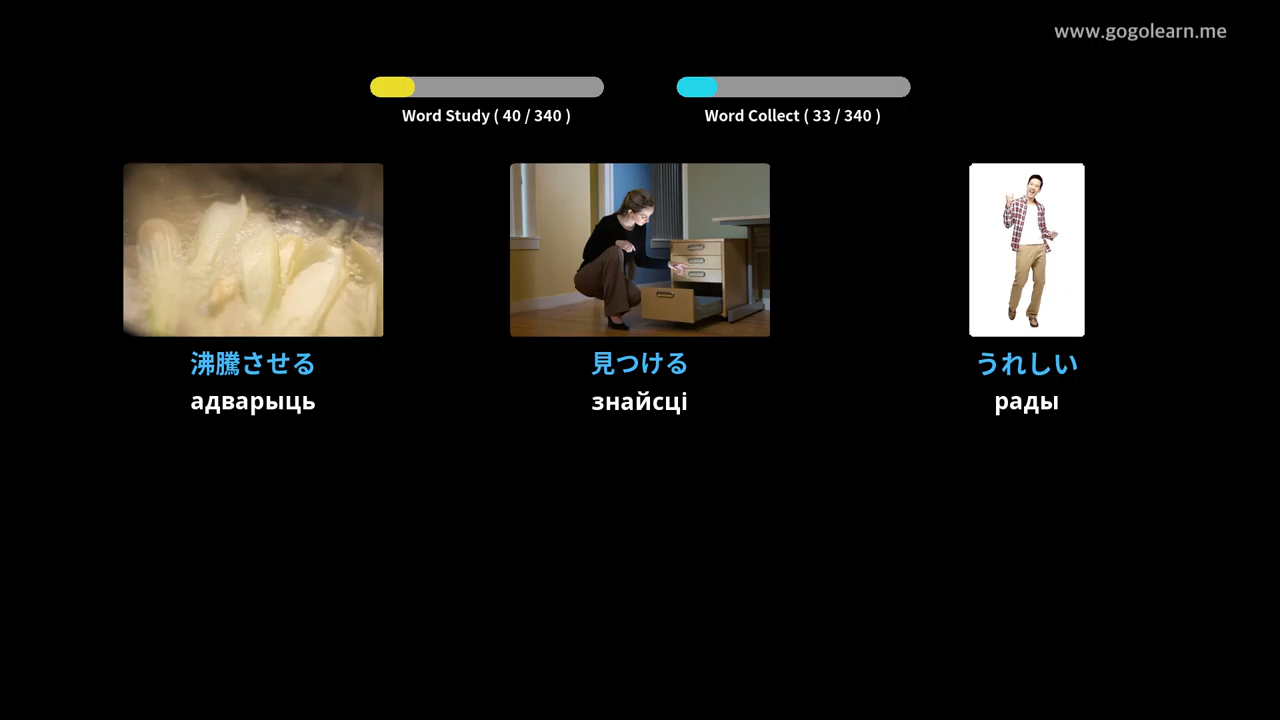 www.gogolearn.me
Word Study ( 40 / 340 )
Word Collect ( 33 / 340 )
沸騰させる
адварыць
見つける
знайсці
うれしい
рады